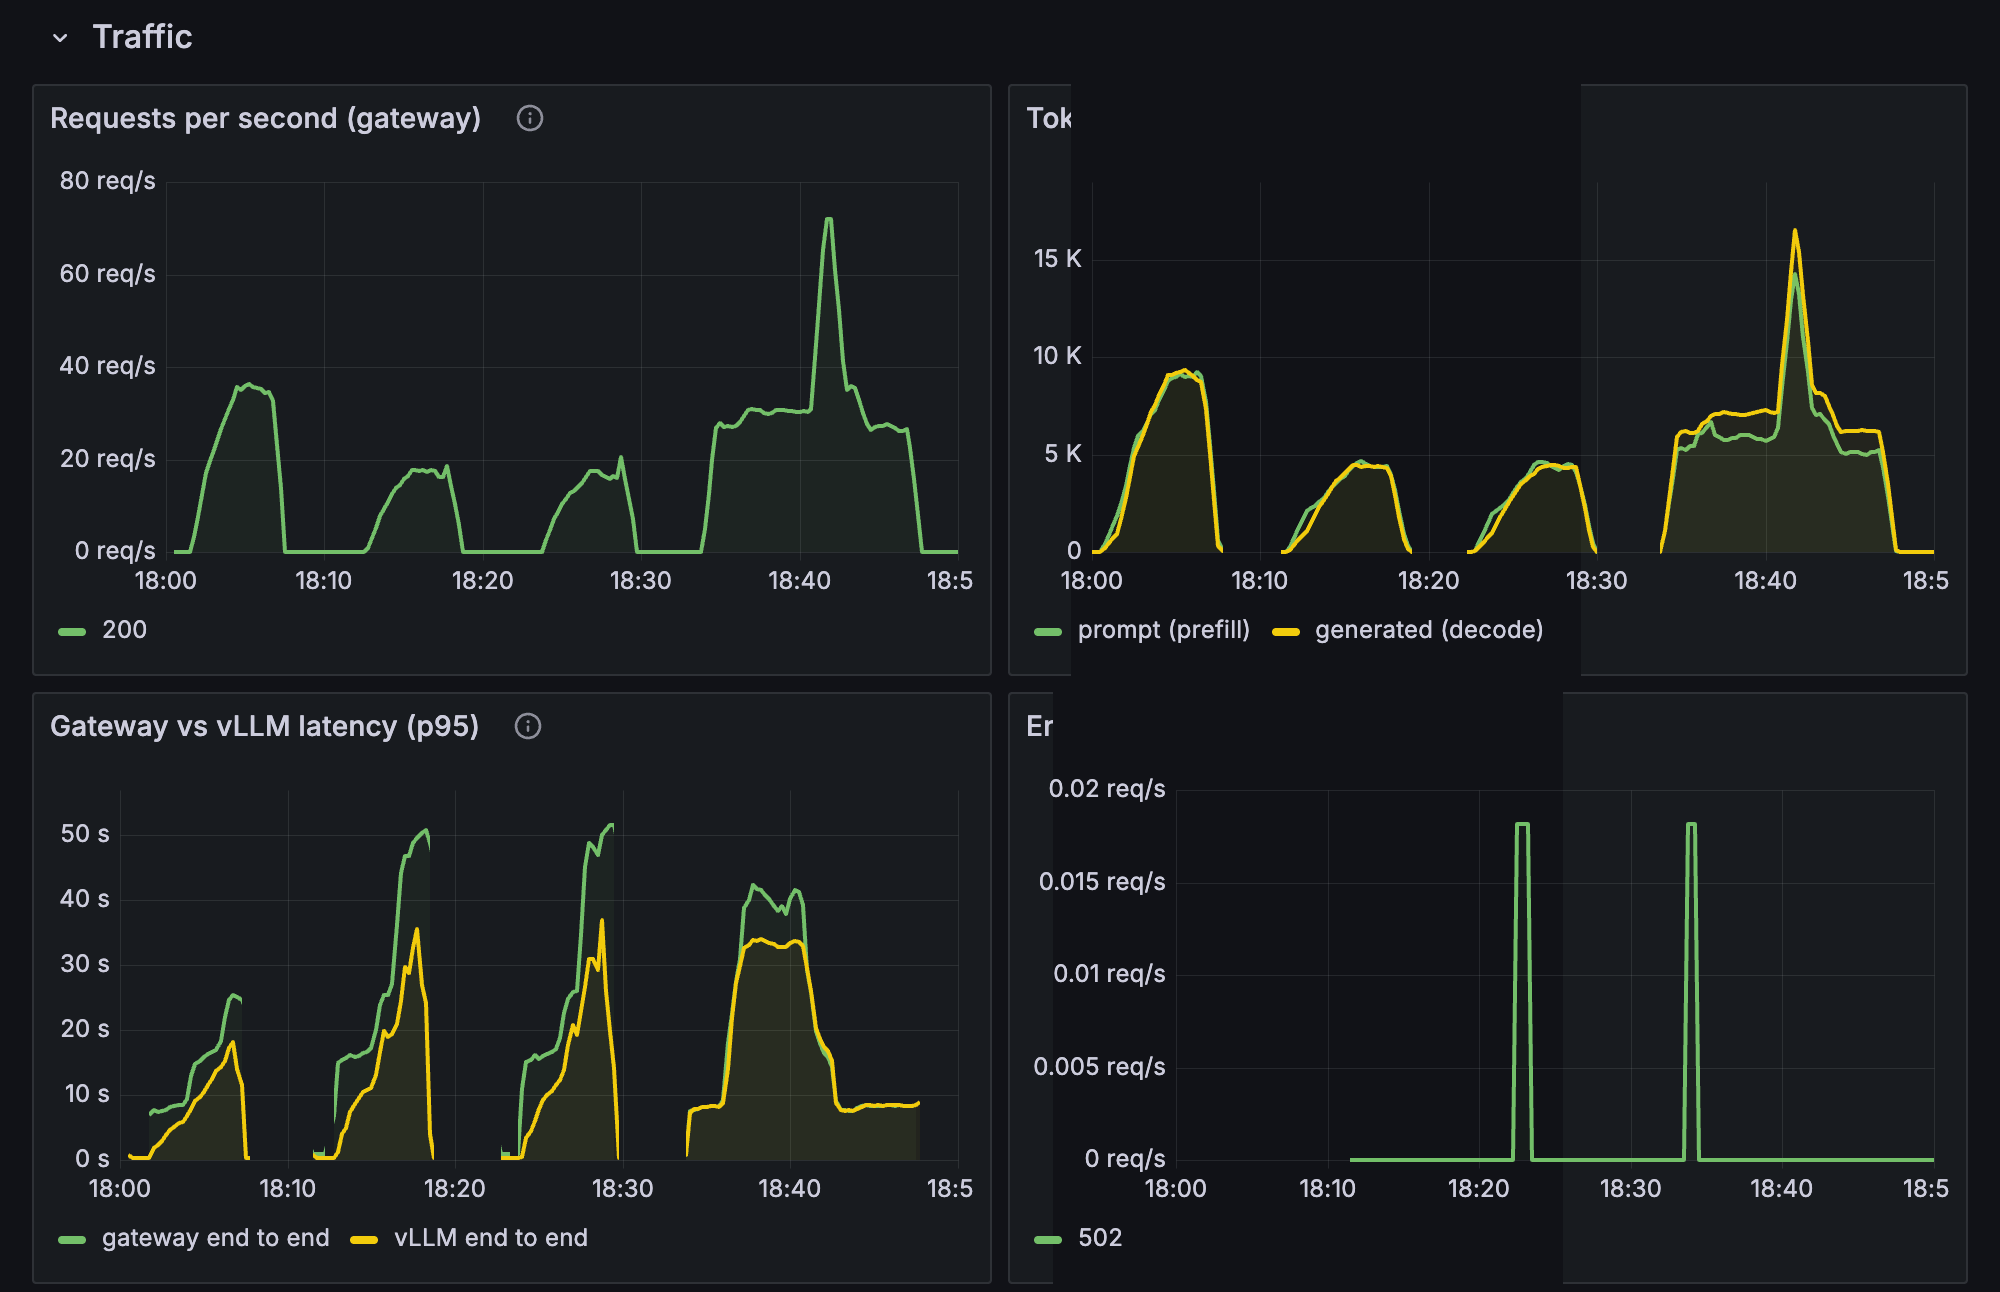 Traffic
Requests per second (gateway)
80 req/s
60 req/s
40 req/s
20 req/s
0 req/s
18:00 18:10 18:20 18:30 18:40 18:5
200
Tok
15 K
10 K
5 K
0
18:00 18:10 18:20 18:30 18:40 18:5
prompt (prefill) generated (decode)
Gateway vs vLLM latency (p95)
50 s
40 s
30 s
20 s
10 s
0 s
18:00 18:10 18:20 18:30 18:40 18:5
gateway end to end vLLM end to end
Er
0.02 req/s
0.015 req/s
0.01 req/s
0.005 req/s
0 req/s
18:00 18:10 18:20 18:30 18:40 18:5
502